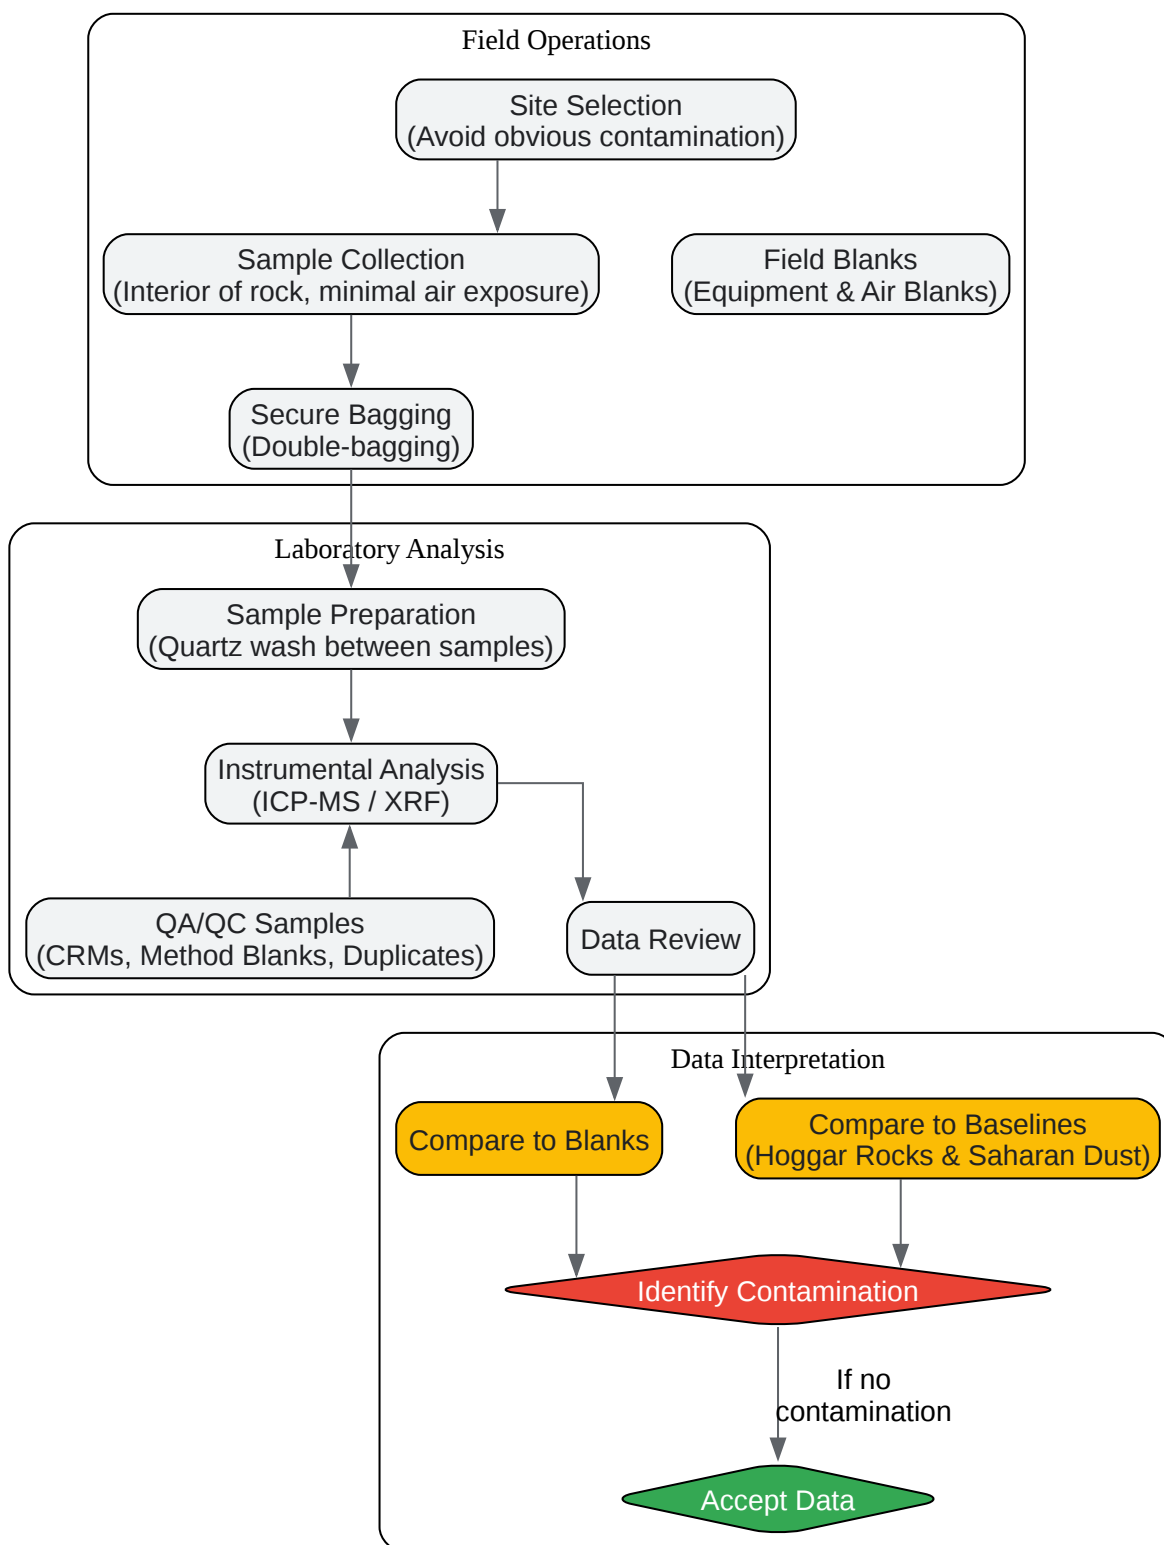 Field Operations
Site Selection
(Avoid obvious contamination)
Sample Collection
(Interior of rock, minimal air exposure)
Field Blanks
(Equipment & Air Blanks)
Secure Bagging
(Double-bagging)
Laboratory Analysis
Sample Preparation
(Quartz wash between samples)
Instrumental Analysis
(ICP-MS / XRF)
QA/QC Samples
(CRMs, Method Blanks, Duplicates)
Data Review
Data Interpretation
Compare to Blanks
Compare to Baselines
(Hoggar Rocks & Saharan Dust)
Identify Contamination
If no
contamination
Accept Data